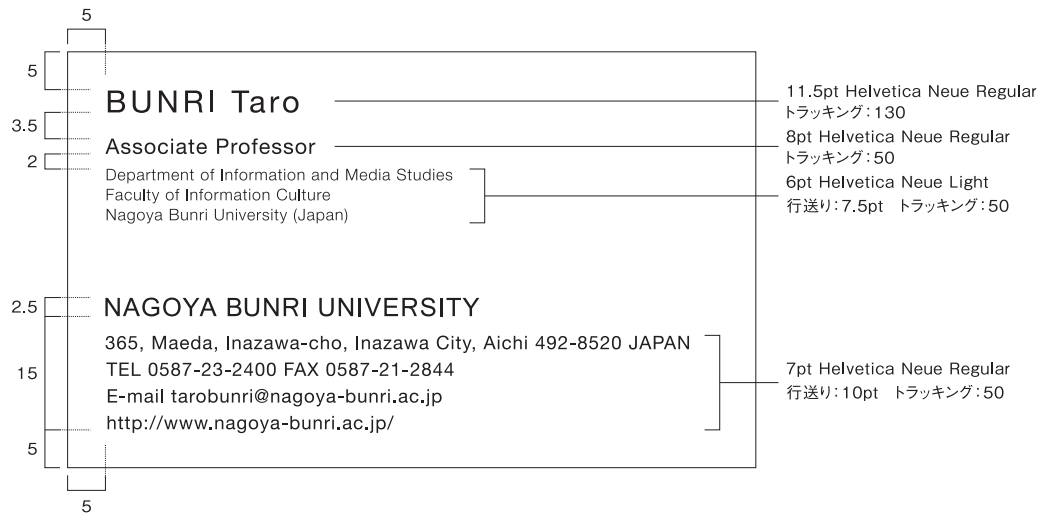 5
5
BUNRI Taro
11.5pt Helvetica Neue Regular
トラッキング：130
3.5
Associate Professor
8pt Helvetica Neue Regular
トラッキング：50
2
Department of Information and Media Studies
Faculty of Information Culture
Nagoya Bunri University (Japan)
6pt Helvetica Neue Light
行送り：7.5pt　トラッキング：50
2.5
NAGOYA BUNRI UNIVERSITY
365, Maeda, Inazawa-cho, Inazawa City, Aichi 492-8520 JAPAN
TEL 0587-23-2400 FAX 0587-21-2844
E-mail tarobunri@nagoya-bunri.ac.jp
http://www.nagoya-bunri.ac.jp/
15
7pt Helvetica Neue Regular
行送り：10pt　トラッキング：50
5
5